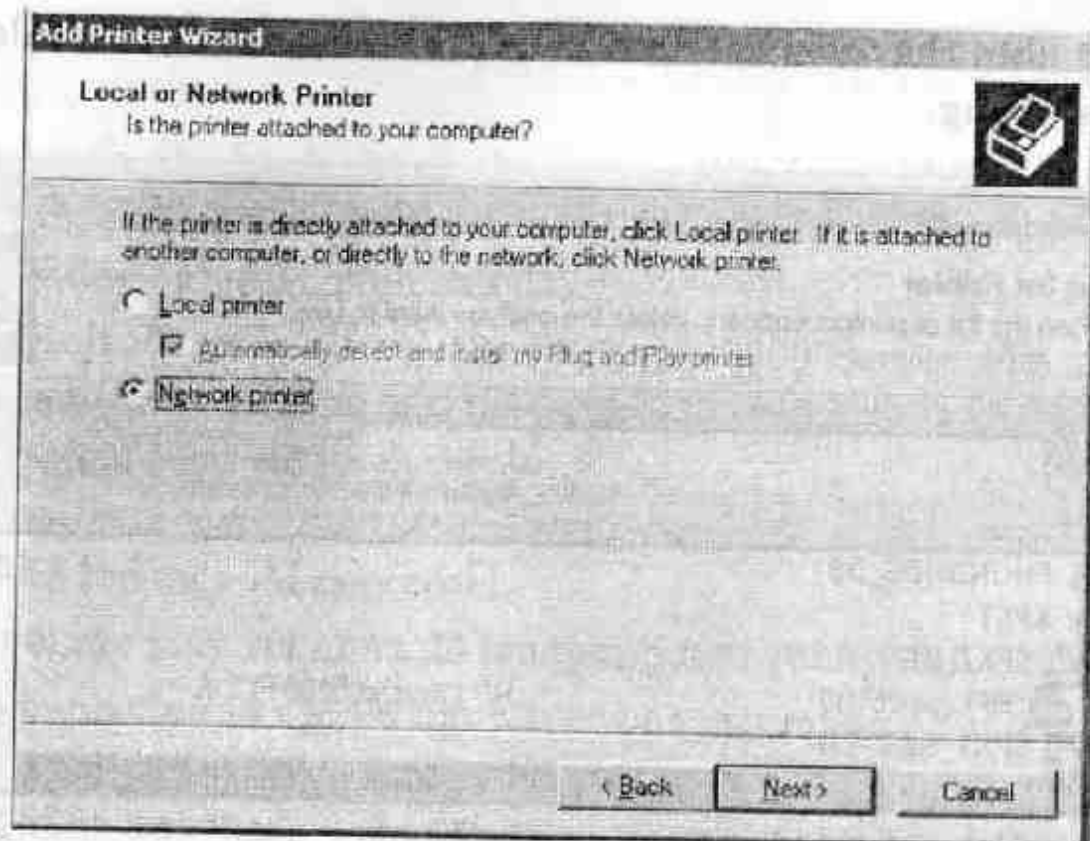 Add Printer Wizard
Local or Network Printer
Is the printer attached to your computer?
If the printer is directly attached to your computer, click Local printer. If it is attached to
another computer, or directly to the network, click Network printer.
Local printer
Automatically detect and install my Plug and Play printer
Network printer
< Back
Next >
Cancel